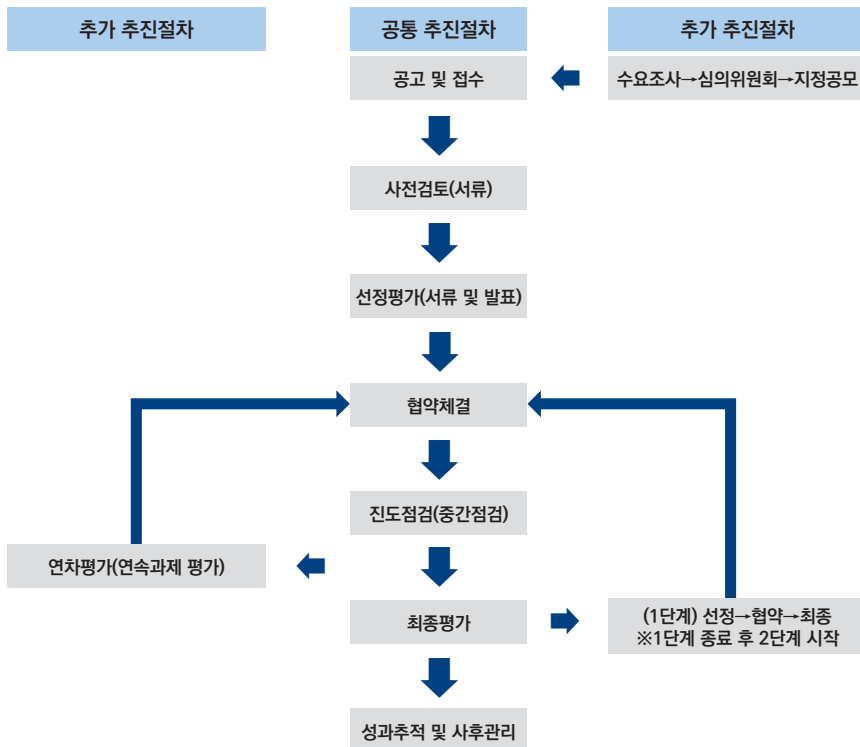 추가 추진절차
공통 추진절차
추가 추진절차
공고 및 접수
수요조사→심의위원회→지정공모
사전검토(서류)
선정평가(서류 및 발표)
협약체결
진도점검(중간점검)
연차평가(연속과제 평가)
최종평가
(1단계) 선정→협약→최종
※1단계 종료 후 2단계 시작
성과추적 및 사후관리